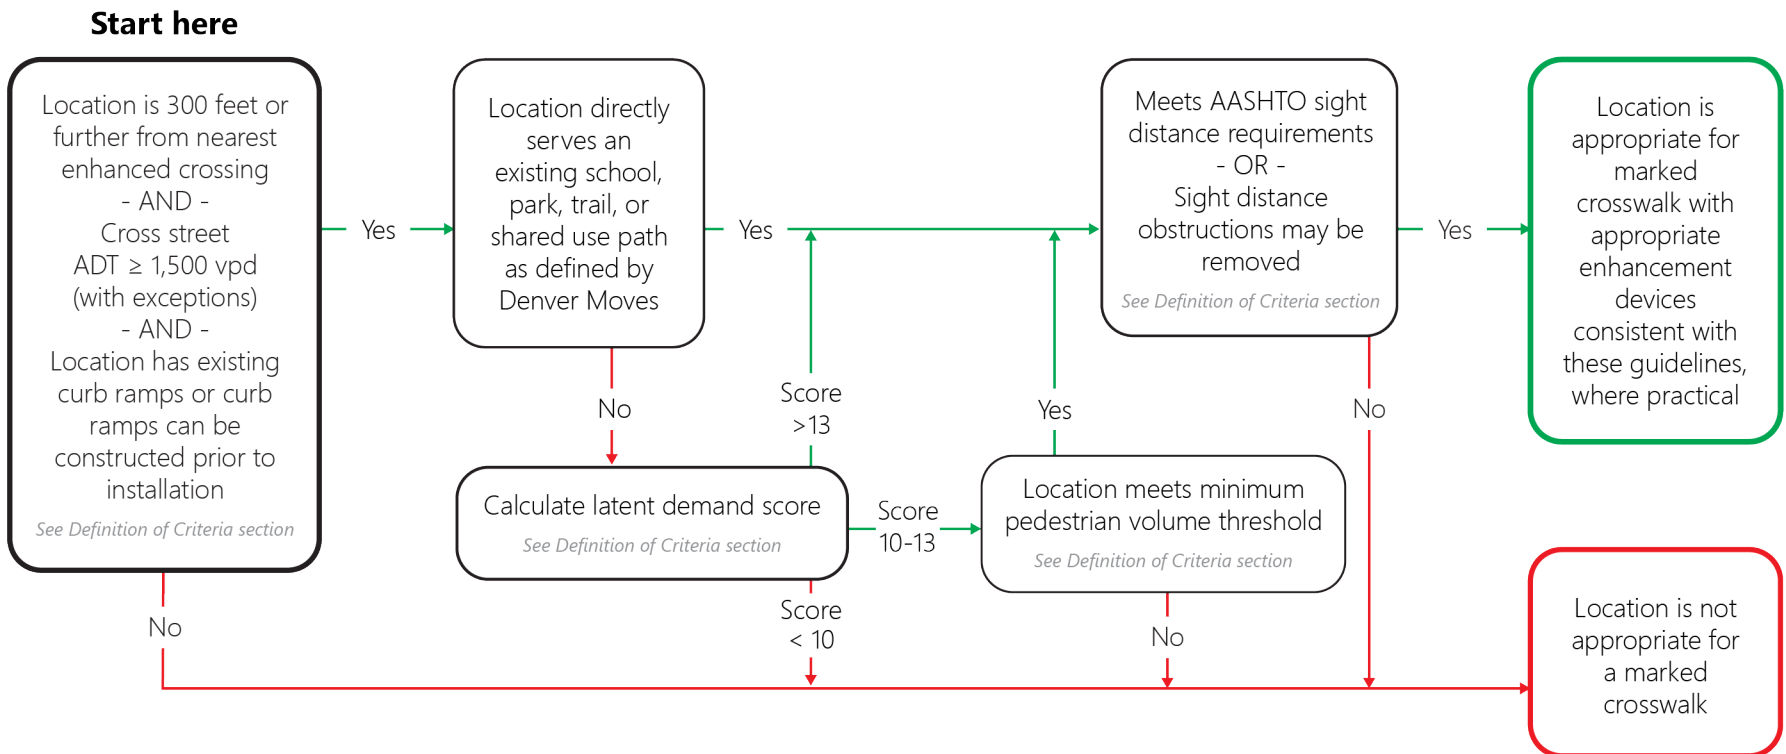 Start here
Location is 300 feet or
further from nearest
enhanced crossing
- AND -
Cross street
ADT ≥ 1,500 vpd
(with exceptions)
- AND -
Location has existing
curb ramps or curb
ramps can be
constructed prior to
installation
See Definition of Criteria section
Yes
No
Location directly
serves an
existing school,
park, trail, or
shared use path
as defined by
Denver Moves
Yes
No
Calculate latent demand score
See Definition of Criteria section
Score
>13
Score
10-13
Score
< 10
Location meets minimum
pedestrian volume threshold
See Definition of Criteria section
Yes
No
Meets AASHTO sight
distance requirements
- OR -
Sight distance
obstructions may be
removed
See Definition of Criteria section
Yes
No
Location is
appropriate for
marked
crosswalk with
appropriate
enhancement
devices
consistent with
these guidelines,
where practical
Location is not
appropriate for
a marked
crosswalk